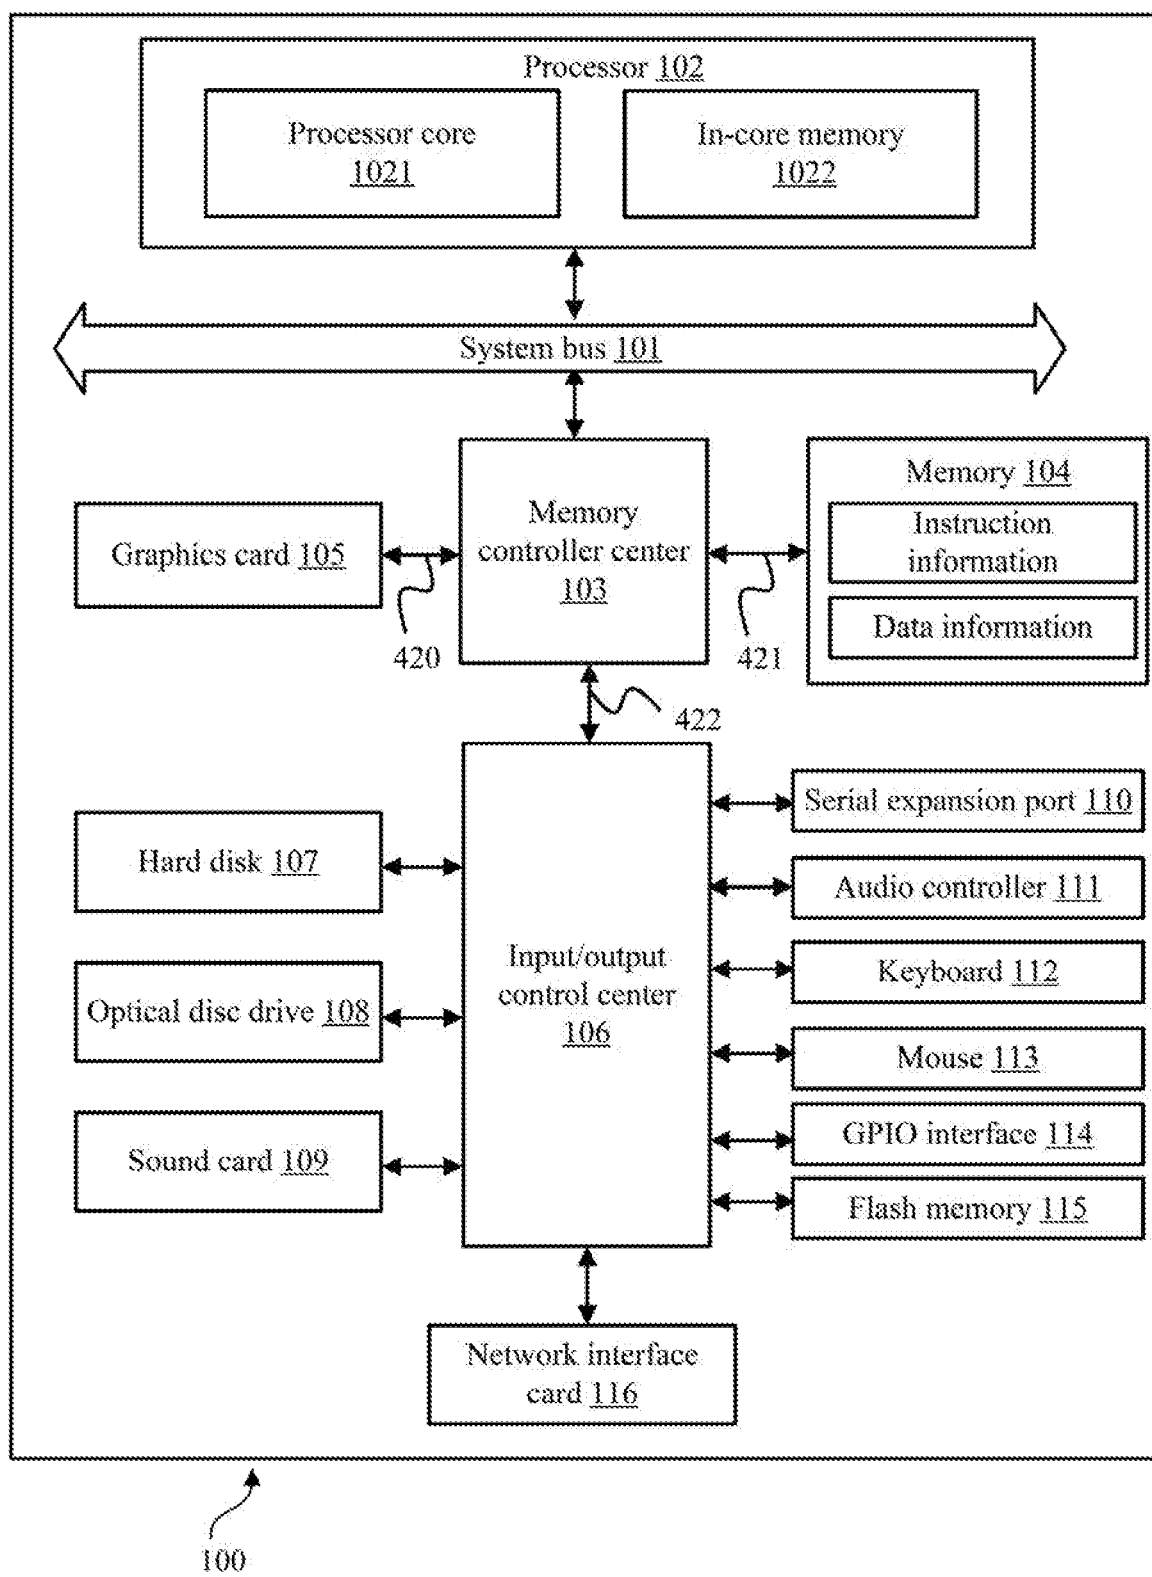 Processor 102
Processor core
1021
In-core memory
1022
System bus 101
Graphics card 105
420
Memory
controller center
103
421
Memory 104
Instruction
information
Data information
422
Hard disk 107
Optical disc drive 108
Sound card 109
Input/output
control center
106
Serial expansion port 110
Audio controller 111
Keyboard 112
Mouse 113
GPIO interface 114
Flash memory 115
Network interface
card 116
100